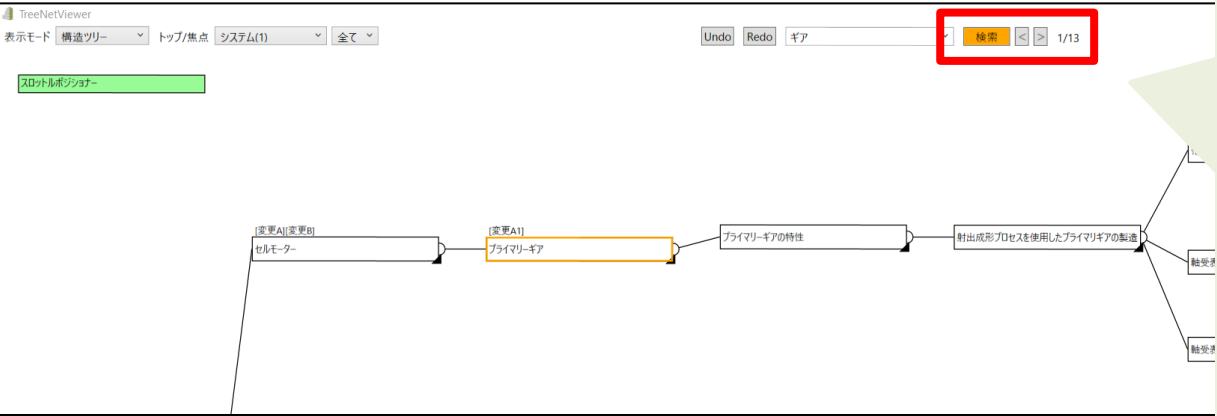 TreeNetViewer
表示モード 構造ツリー トップ/焦点 システム(1) 全て Undo Redo ギア 検索 < > 1/13
スロットルポジショナー
[変更A][変更B] [変更A1]
セルモーター プライマリーギア プライマリーギアの特性 射出成形プロセスを使用したプライマリギアの製造
軸受表
軸受表